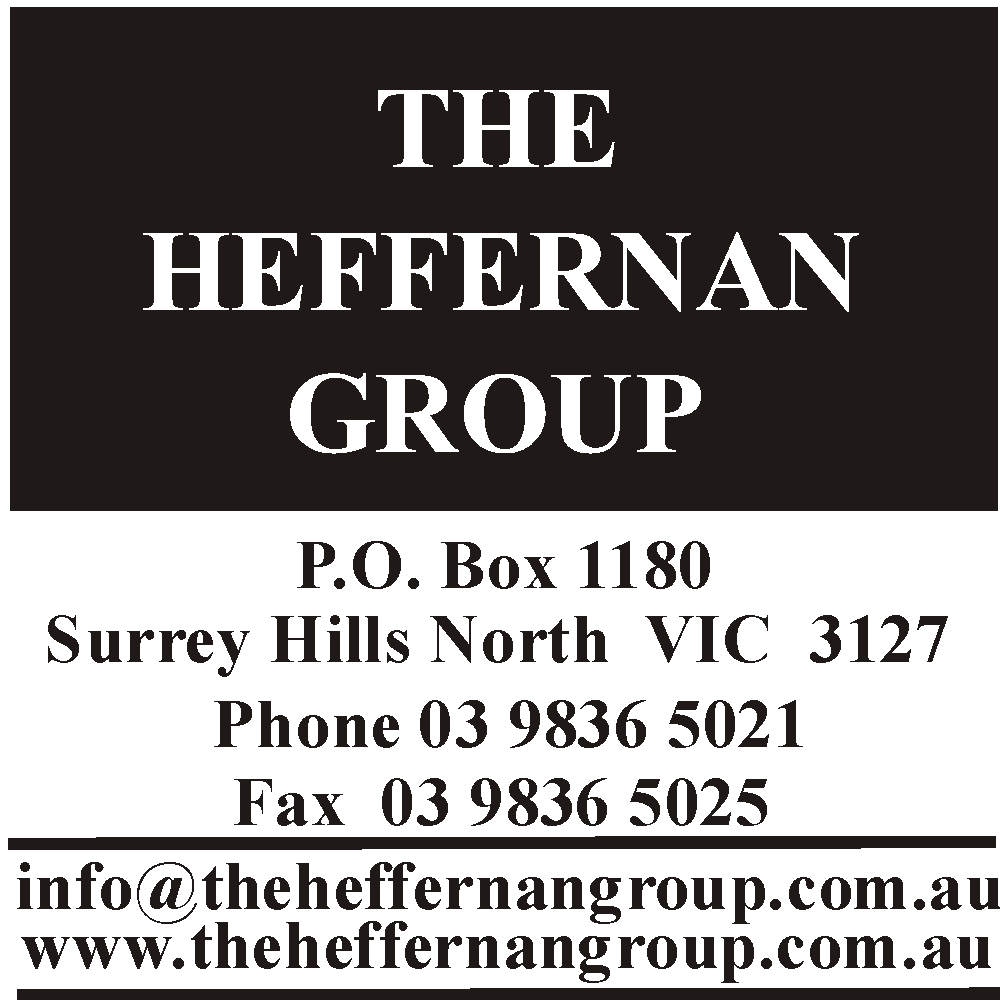 THE
HEFFERNAN
GROUP
P.O. Box 1180
Surrey Hills North VIC 3127
Phone 03 9836 5021
Fax 03 9836 5025
info@theheffernangroup.com.au
www.theheffernangroup.com.au